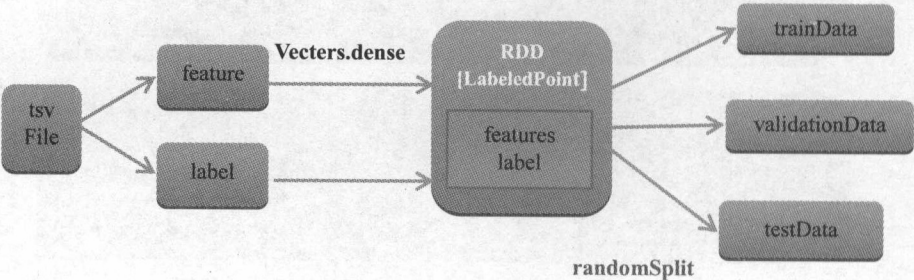 tsv
File
feature
label
Vecters.dense
RDD
[LabeledPoint]
features
label
trainData
validationData
testData
randomSplit